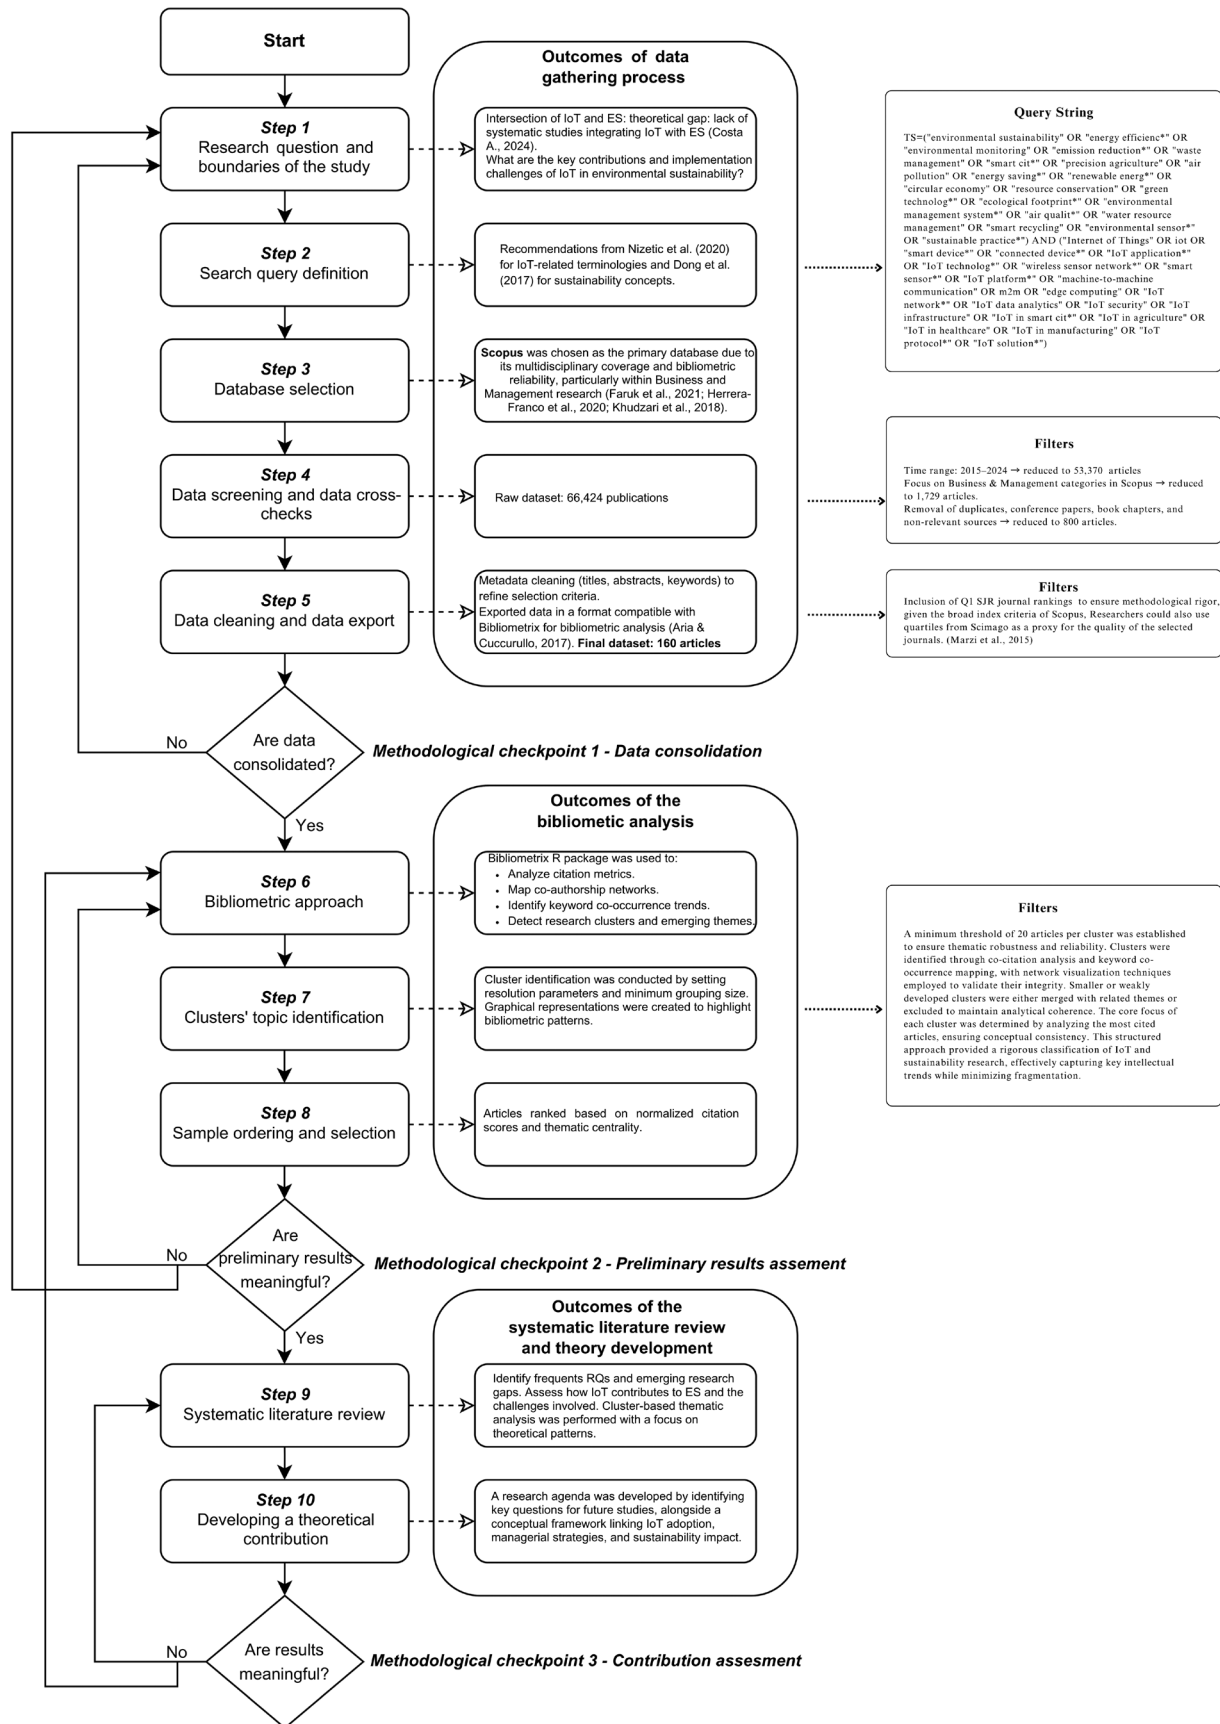 Start
Outcomes of data
gathering process
Step 1
Research question and
boundaries of the study
Intersection of IoT and ES: theoretical gap: lack of
systematic studies integrating IoT with ES (Costa
A., 2024).
What are the key contributions and implementation
challenges of IoT in environmental sustainability?
Query String
TS=("environmental sustainability" OR "energy efficienc*" OR
"environmental monitoring" OR "emission reduction*" OR "waste
management" OR "smart cit*" OR "precision agriculture" OR "air
pollution" OR "energy saving*" OR "renewable energ*" OR
"circular economy" OR "resource conservation" OR "green
technolog*" OR "ecological footprint*" OR "environmental
management system*" OR "air qualit*" OR "water resource
management" OR "smart recycling" OR "environmental sensor*"
OR "sustainable practice*") AND ("Internet of Things" OR iot OR
"smart device*" OR "connected device*" OR "IoT application*"
OR "IoT technolog*" OR "wireless sensor network*" OR "smart
sensor*" OR "IoT platform*" OR "machine-to-machine
communication" OR m2m OR "edge computing" OR "IoT
network*" OR "IoT data analytics" OR "IoT security" OR "IoT
infrastructure" OR "IoT in smart cit*" OR "IoT in agriculture" OR
"IoT in healthcare" OR "IoT in manufacturing" OR "IoT
protocol*" OR "IoT solution*")
Step 2
Search query definition
Recommendations from Nizetic et al. (2020)
for IoT-related terminologies and Dong et al.
(2017) for sustainability concepts.
Step 3
Database selection
Scopus was chosen as the primary database due to
its multidisciplinary coverage and bibliometric
reliability, particularly within Business and
Management research (Faruk et al., 2021; Herrera-
Franco et al., 2020; Khudzari et al., 2018).
Step 4
Data screening and data cross-
checks
Raw dataset: 66,424 publications
Filters
Time range: 2015–2024 → reduced to 53,370 articles
Focus on Business & Management categories in Scopus → reduced
to 1,729 articles.
Removal of duplicates, conference papers, book chapters, and
non-relevant sources → reduced to 800 articles.
Step 5
Data cleaning and data export
Metadata cleaning (titles, abstracts, keywords) to
refine selection criteria.
Exported data in a format compatible with
Bibliometrix for bibliometric analysis (Aria &
Cuccurullo, 2017). Final dataset: 160 articles
Filters
Inclusion of Q1 SJR journal rankings to ensure methodological rigor,
given the broad index criteria of Scopus, Researchers could also use
quartiles from Scimago as a proxy for the quality of the selected
journals. (Marzi et al., 2015)
Are data
consolidated?
No
Yes
Methodological checkpoint 1 - Data consolidation
Outcomes of the
bibliometic analysis
Step 6
Bibliometric approach
Bibliometrix R package was used to:
• Analyze citation metrics.
• Map co-authorship networks.
• Identify keyword co-occurrence trends.
• Detect research clusters and emerging themes.
Step 7
Clusters' topic identification
Cluster identification was conducted by setting
resolution parameters and minimum grouping size.
Graphical representations were created to highlight
bibliometric patterns.
Filters
A minimum threshold of 20 articles per cluster was established
to ensure thematic robustness and reliability. Clusters were
identified through co-citation analysis and keyword co-
occurrence mapping, with network visualization techniques
employed to validate their integrity. Smaller or weakly
developed clusters were either merged with related themes or
excluded to maintain analytical coherence. The core focus of
each cluster was determined by analyzing the most cited
articles, ensuring conceptual consistency. This structured
approach provided a rigorous classification of IoT and
sustainability research, effectively capturing key intellectual
trends while minimizing fragmentation.
Step 8
Sample ordering and selection
Articles ranked based on normalized citation
scores and thematic centrality.
Are
preliminary results
meaningful?
No
Yes
Methodological checkpoint 2 - Preliminary results assement
Outcomes of the
systematic literature review
and theory development
Step 9
Systematic literature review
Identify frequents RQs and emerging research
gaps. Assess how IoT contributes to ES and the
challenges involved. Cluster-based thematic
analysis was performed with a focus on
theoretical patterns.
Step 10
Developing a theoretical
contribution
A research agenda was developed by identifying
key questions for future studies, alongside a
conceptual framework linking IoT adoption,
managerial strategies, and sustainability impact.
Are results
meaningful?
No
Methodological checkpoint 3 - Contribution assesment